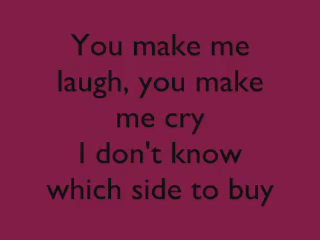 You make me
laugh, you make
me cry
I don't know
which side to buy